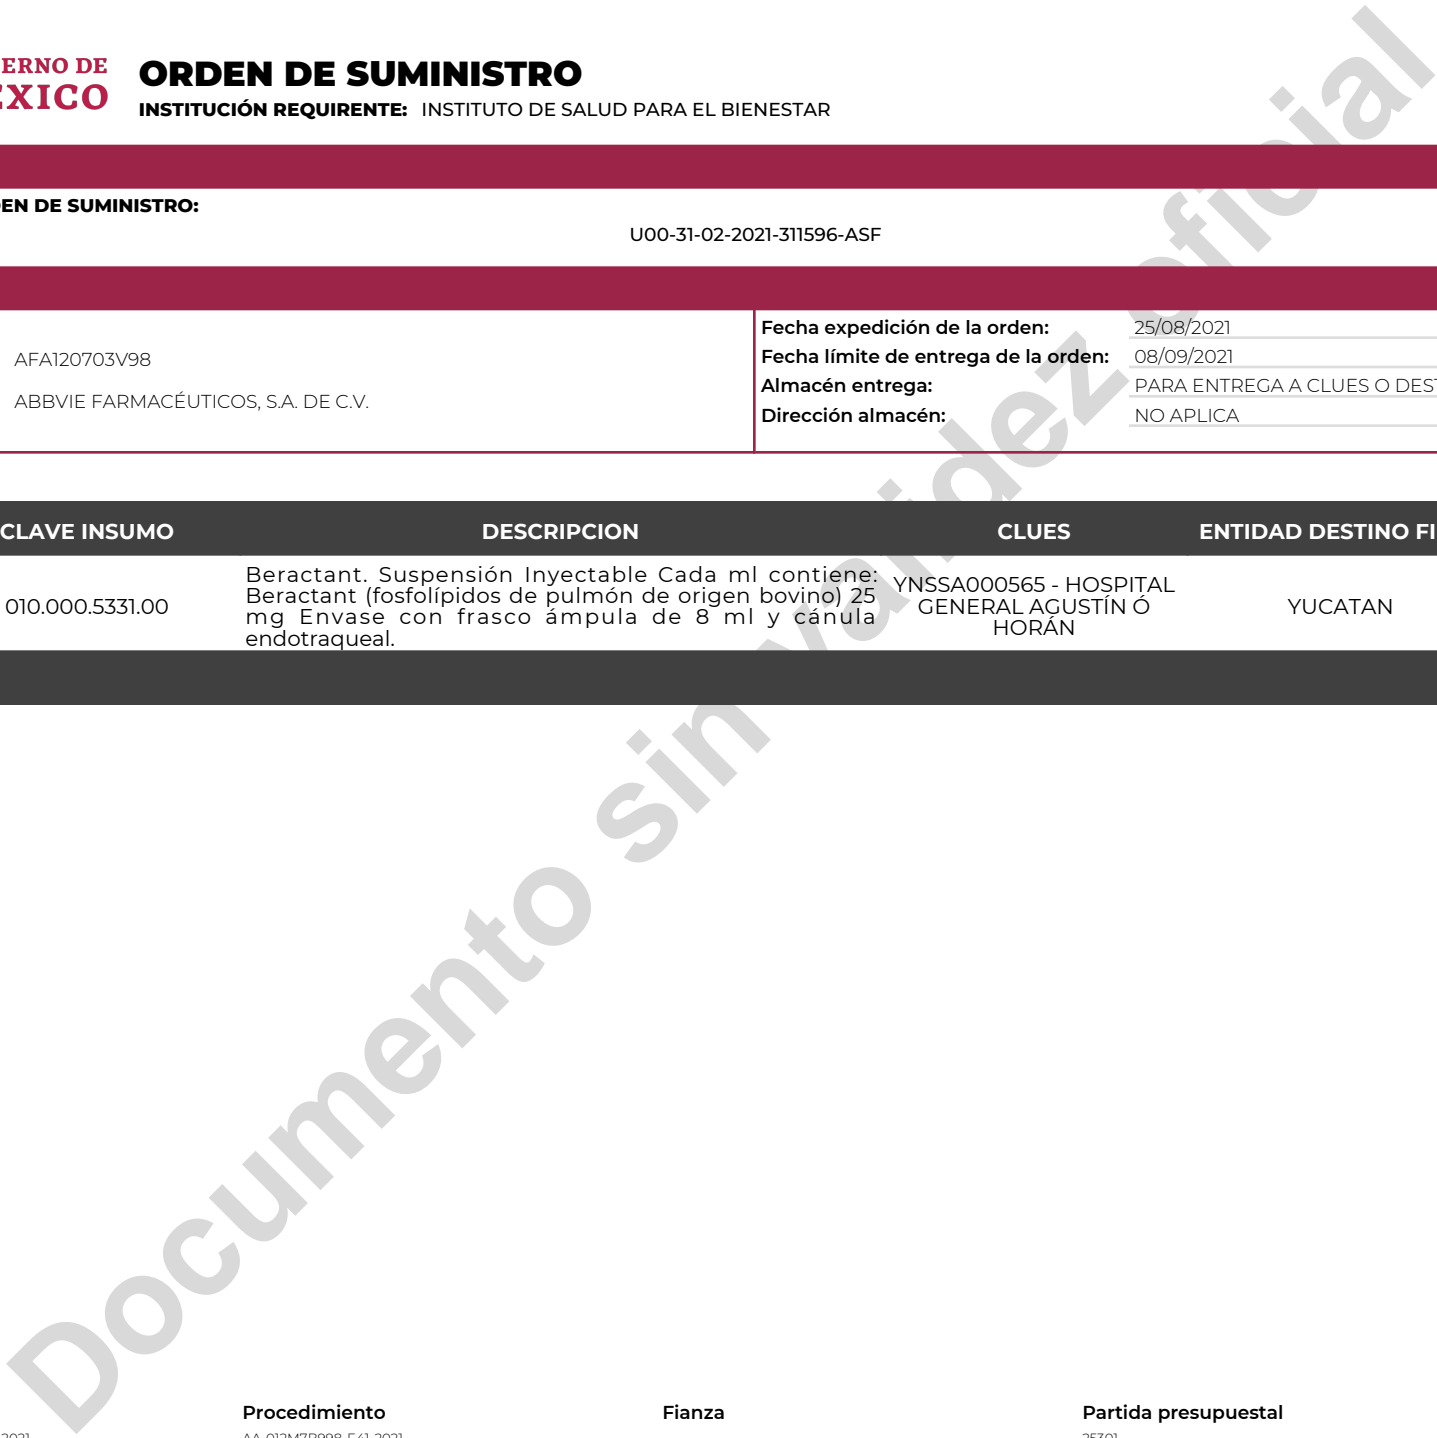 ERNO DE
ÉXICO
ORDEN DE SUMINISTRO
INSTITUCIÓN REQUIRENTE: INSTITUTO DE SALUD PARA EL BIENESTAR
EN DE SUMINISTRO:
U00-31-02-2021-311596-ASF
AFA120703V98
ABBVIE FARMACÉUTICOS, S.A. DE C.V.
Fecha expedición de la orden: 25/08/2021
Fecha límite de entrega de la orden: 08/09/2021
Almacén entrega: PARA ENTREGA A CLUES O DEST
Dirección almacén: NO APLICA
CLAVE INSUMO DESCRIPCION CLUES ENTIDAD DESTINO FI
010.000.5331.00
Beractant. Suspensión Inyectable Cada ml contiene:
Beractant (fosfolípidos de pulmón de origen bovino) 25
mg Envase con frasco ámpula de 8 ml y cánula
endotraqueal.
YNSSA000565 - HOSPITAL
GENERAL AGUSTÍN Ó
HORÁN
YUCATAN
Documento sin validez oficial
Procedimiento Fianza Partida presupuestal